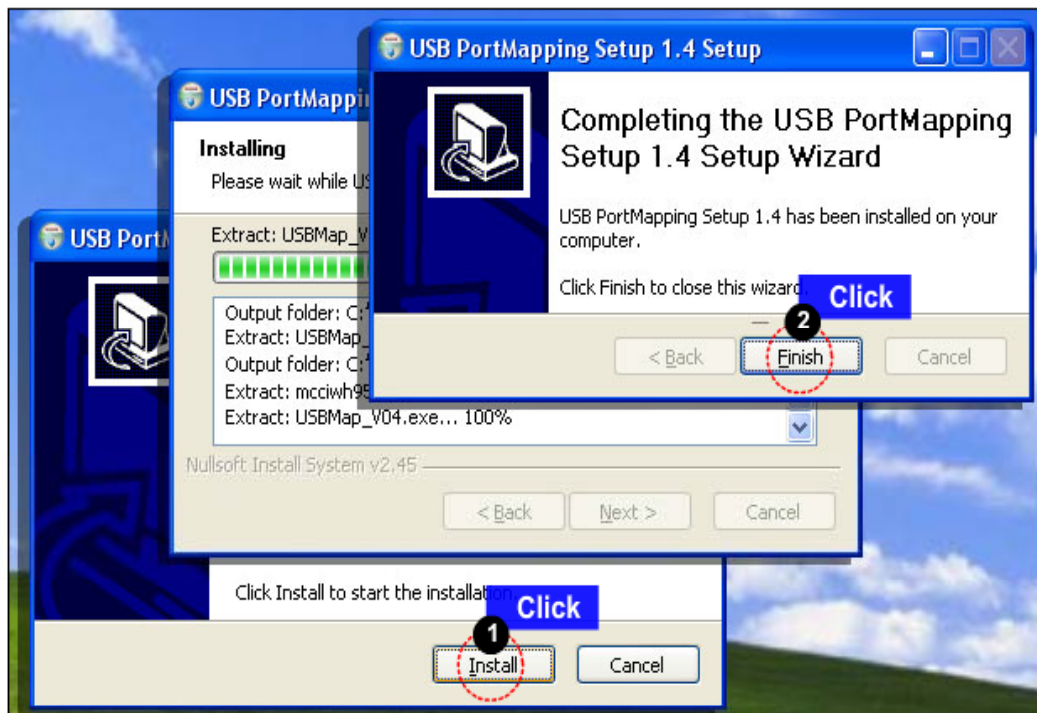 USB PortMapping Setup 1.4 Setup
Completing the USB PortMapping
Setup 1.4 Setup Wizard
USB PortMapping Setup 1.4 has been installed on your
computer.
Click Finish to close this wizard.
Click
2
< Back
Finish
Cancel
USB PortMappi
Installing
Please wait while
Extract: USBMap_V
Output folder: C:
Extract: USBMap_
Output folder: C:
Extract: mcciwh95
Extract: USBMap_V04.exe... 100%
Nullsoft Install System v2.45
< Back
Next >
Cancel
USB Port
Click Install to start the installation.
Click
1
Install
Cancel